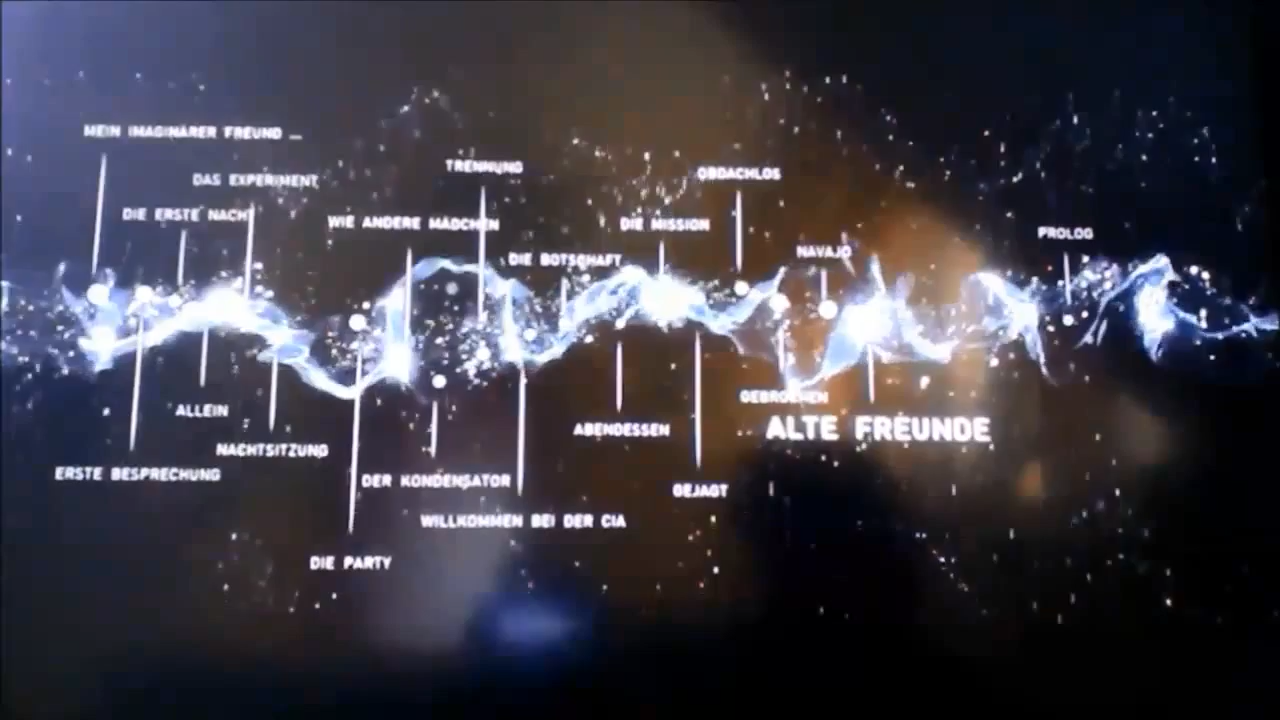 MEIN IMAGINÄRER FREUND ...
TRENNUNG
OBDACHLOS
DAS EXPERIMENT
DIE ERSTE NACHT
WIE ANDERE MÄDCHEN
DIE MISSION
PROLOG
NAVAJO
DIE BOTSCHAFT
GEBROCHEN
ALLEIN
ABENDESSEN
ALTE FREUNDE
NACHTSITZUNG
ERSTE BESPRECHUNG
DER KONDENSATOR
GEJAGT
WILLKOMMEN BEI DER CIA
DIE PARTY